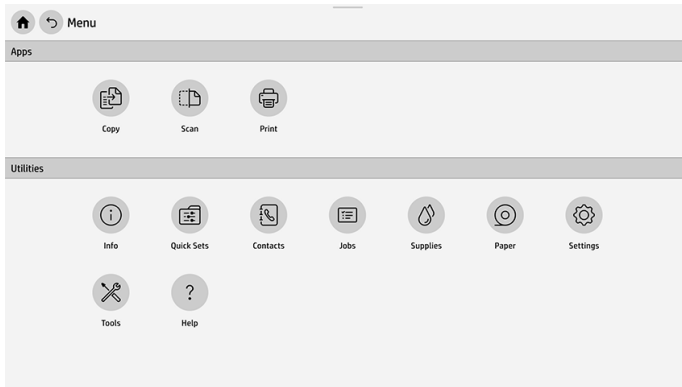 Menu
Apps
Copy Scan Print
Utilities
Info Quick Sets Contacts Jobs Supplies Paper Settings
Tools Help